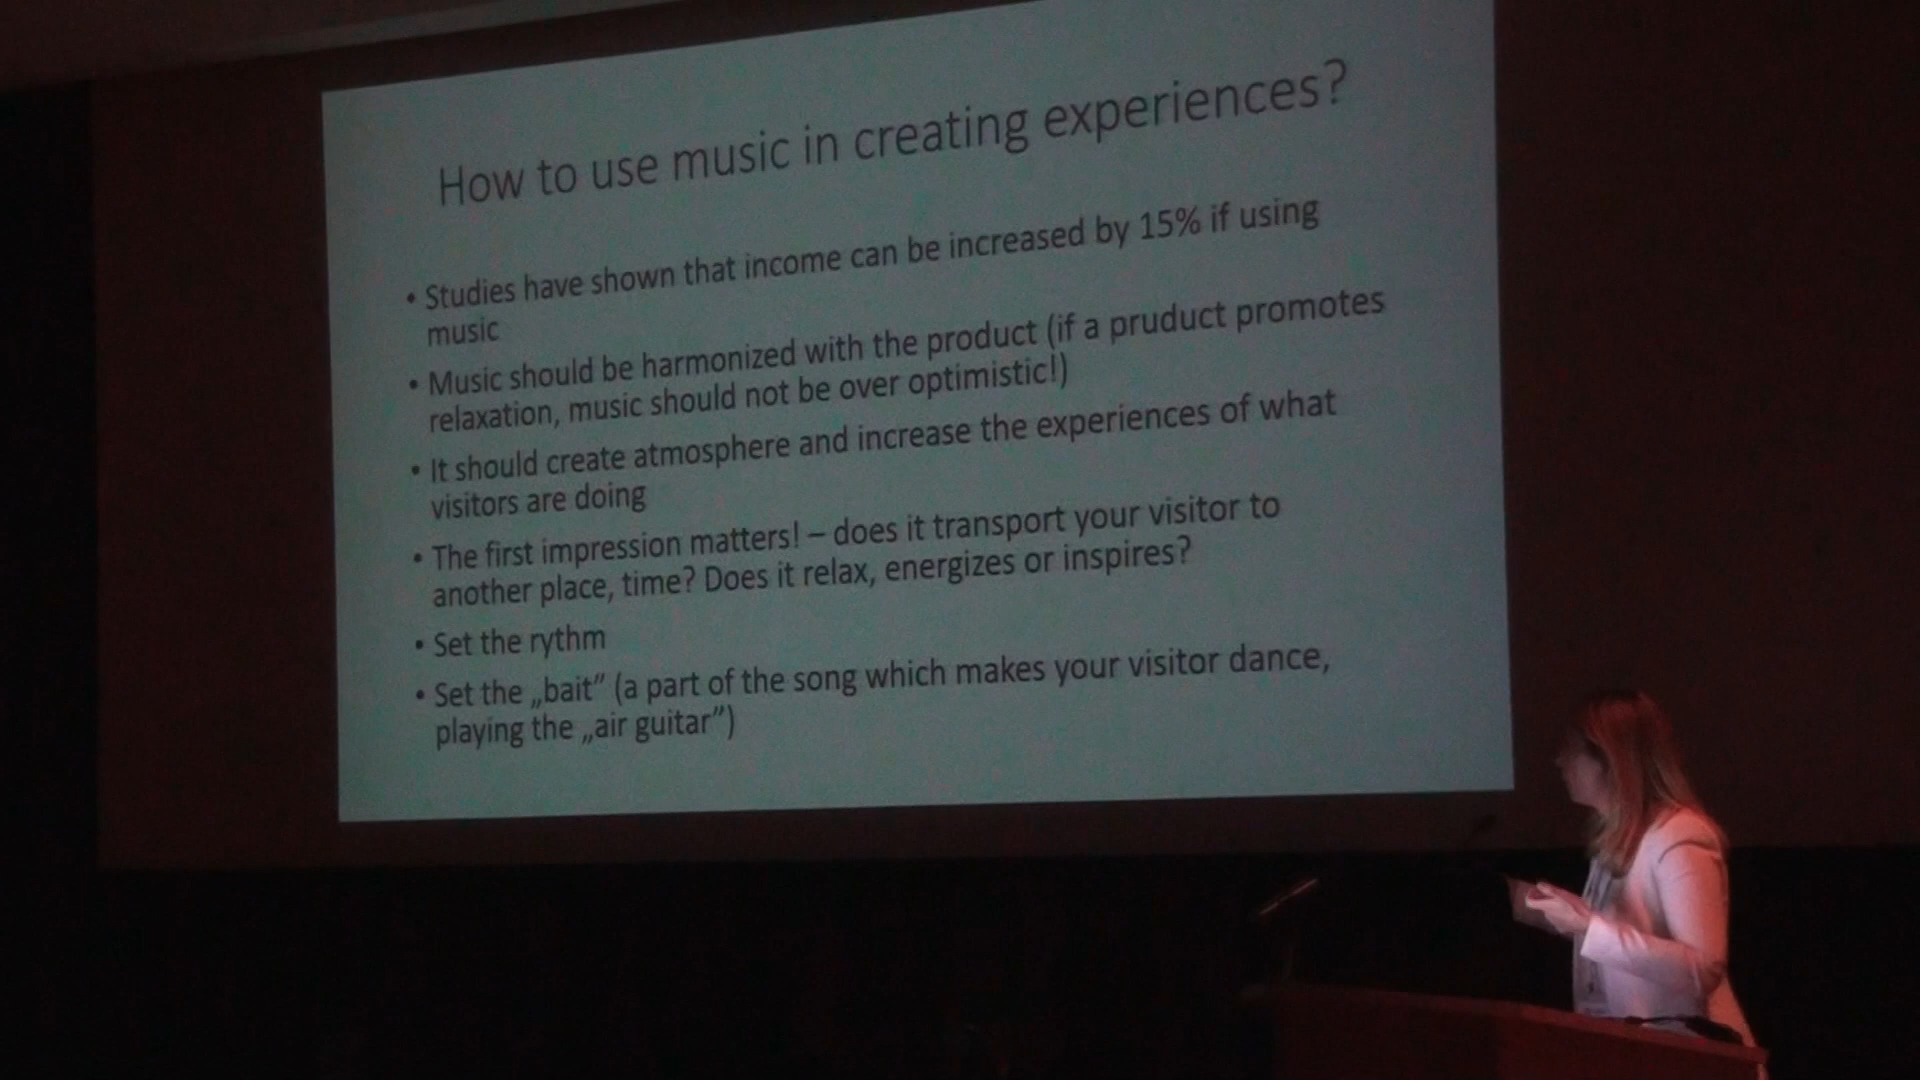 How to use music in creating experiences?
• Studies have shown that income can be increased by 15% if using
music
• Music should be harmonized with the product (if a pruduct promotes
relaxation, music should not be over optimistic!)
• It should create atmosphere and increase the experiences of what
visitors are doing
• The first impression matters! – does it transport your visitor to
another place, time? Does it relax, energizes or inspires?
• Set the rythm
• Set the „bait” (a part of the song which makes your visitor dance,
playing the „air guitar”)